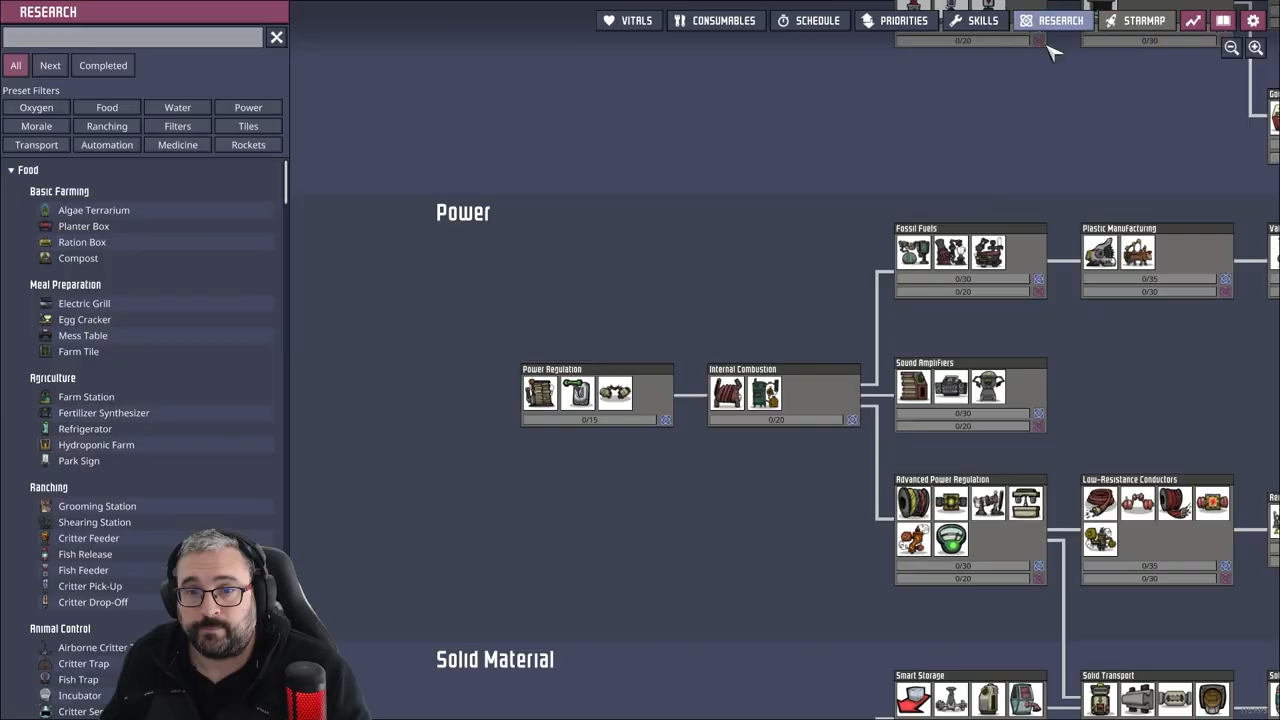 RESEARCH
VITALS
CONSUMABLES
SCHEDULE
PRIORITIES
SKILLS
RESEARCH
STARMAP
0/20
0/30
All
Next
Completed
Preset Filters
Oxygen
Food
Water
Power
Morale
Ranching
Filters
Tiles
Transport
Automation
Medicine
Rockets
Food
Basic Farming
Algae Terrarium
Planter Box
Ration Box
Compost
Meal Preparation
Electric Grill
Egg Cracker
Mess Table
Farm Tile
Agriculture
Farm Station
Fertilizer Synthesizer
Refrigerator
Hydroponic Farm
Park Sign
Ranching
Grooming Station
Shearing Station
Critter Feeder
Fish Release
Fish Feeder
Critter Pick-Up
Critter Drop-Off
Animal Control
Airborne Critter
Critter Trap
Fish Trap
Incubator
Critter
Power
Fossil Fuels
0/30
0/20
Plastic Manufacturing
0/35
0/30
Power Regulation
0/15
Internal Combustion
0/20
Sound Amplifiers
0/30
0/20
Advanced Power Regulation
0/30
0/20
Low-Resistance Conductors
0/35
0/30
Solid Material
Smart Storage
Solid Transport